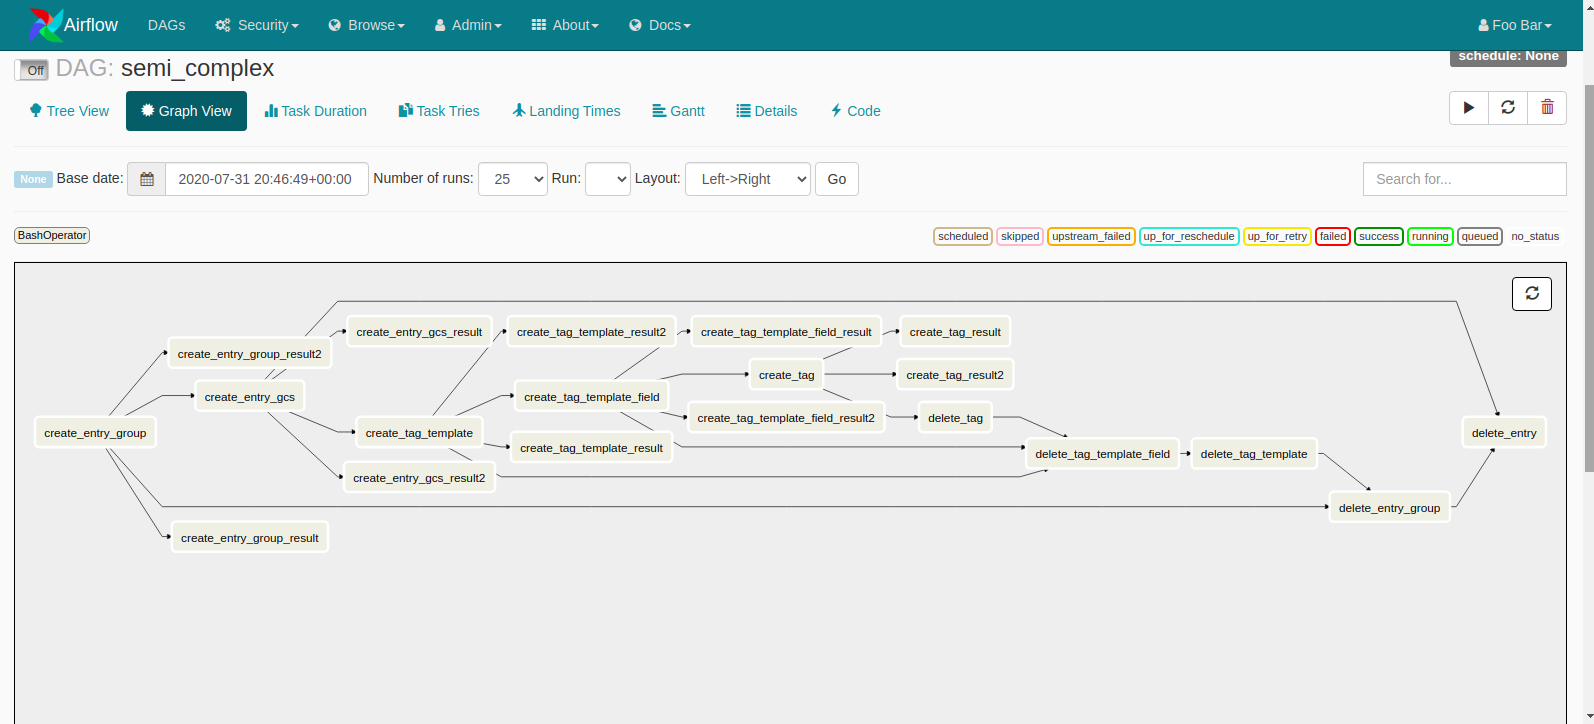 Airflow DAGs Security Browse Admin About Docs Foo Bar
schedule: None
Off DAG: semi_complex
Tree View Graph View Task Duration Task Tries Landing Times Gantt Details Code
None Base date: 2020-07-31 20:46:49+00:00 Number of runs: 25 Run: Layout: Left->Right Go Search for...
BashOperator scheduled skipped upstream_failed up_for_reschedule up_for_retry failed success running queued no_status
create_entry_gcs_result create_tag_template_result2 create_tag_template_field_result create_tag_result
create_entry_group_result2
create_tag create_tag_result2
create_entry_gcs create_tag_template_field
create_tag_template_field_result2 delete_tag
create_entry_group create_tag_template delete_entry
create_tag_template_result
delete_tag_template_field delete_tag_template
create_entry_gcs_result2
delete_entry_group
create_entry_group_result